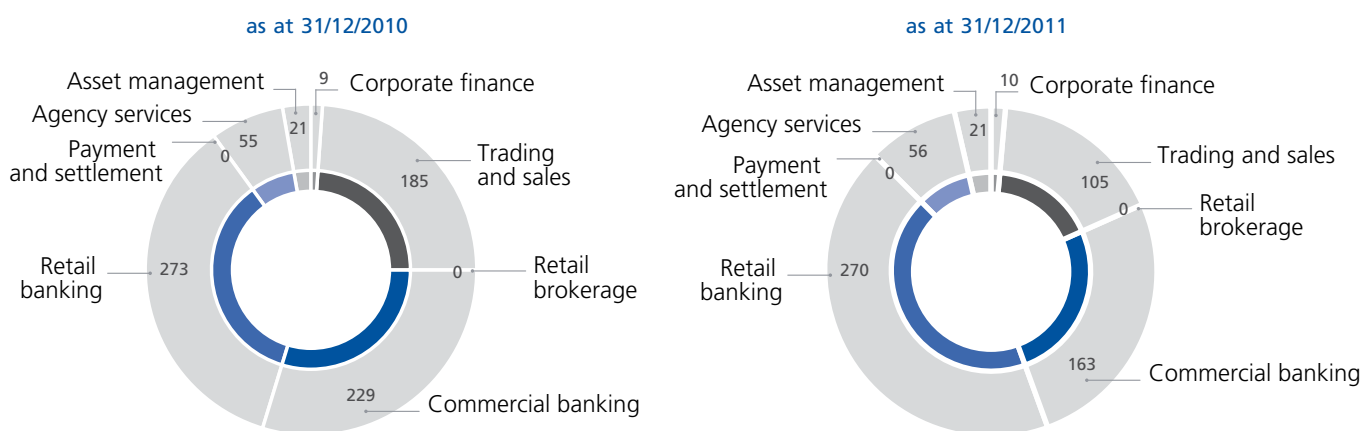 as at 31/12/2010
9
Asset management
Corporate finance
Agency services
21
55
Payment
and settlement
0
Trading
and sales
185
Retail
banking
273
0
Retail
brokerage
229
Commercial banking
as at 31/12/2011
Asset management
10
Corporate finance
Agency services
21
56
Payment
and settlement
0
Trading and sales
105
0
Retail
brokerage
Retail
banking
270
163
Commercial banking